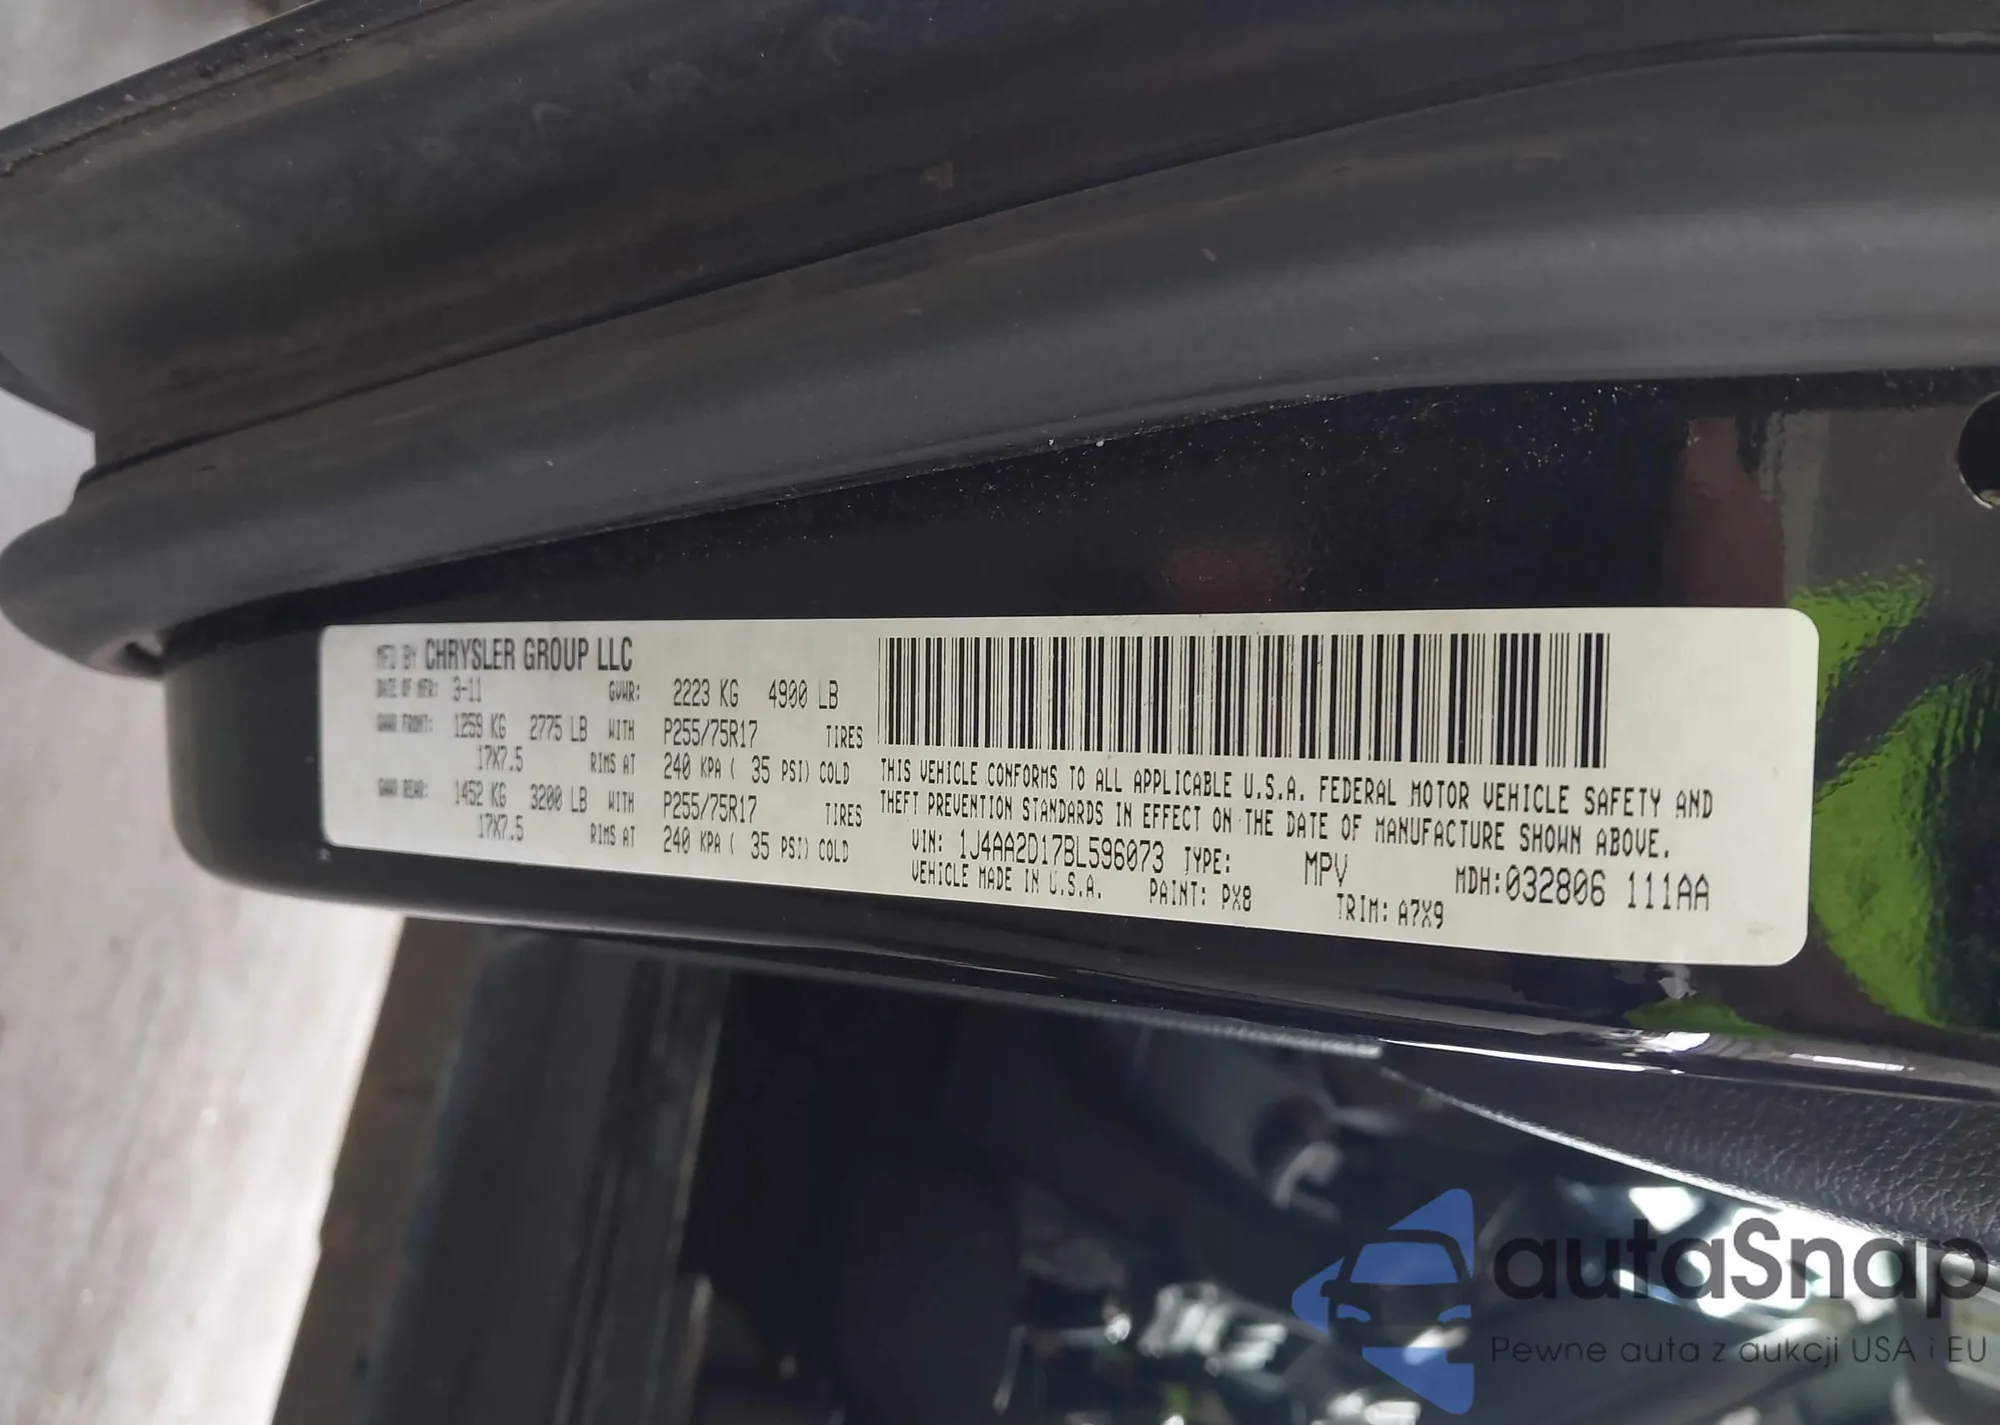 MFD BY CHRYSLER GROUP LLC
DATE OF MFR: 3-11 GVWR: 2223 KG 4900 LB
GAWR FRONT: 1259 KG 2775 LB WITH P255/75R17 TIRES
17X7.5 RIMS AT 240 KPA ( 35 PSI) COLD
GAWR REAR: 1452 KG 3200 LB WITH P255/75R17 TIRES
17X7.5 RIMS AT 240 KPA ( 35 PSI) COLD
THIS VEHICLE CONFORMS TO ALL APPLICABLE U.S.A. FEDERAL MOTOR VEHICLE SAFETY AND
THEFT PREVENTION STANDARDS IN EFFECT ON THE DATE OF MANUFACTURE SHOWN ABOVE.
VIN: 1J4AA2D17BL596073 TYPE: MPV MDH:032806 111AA
VEHICLE MADE IN U.S.A. PAINT: PX8 TRIM: A7X9
autaSnap
Pewne auta z aukcji USA i EU